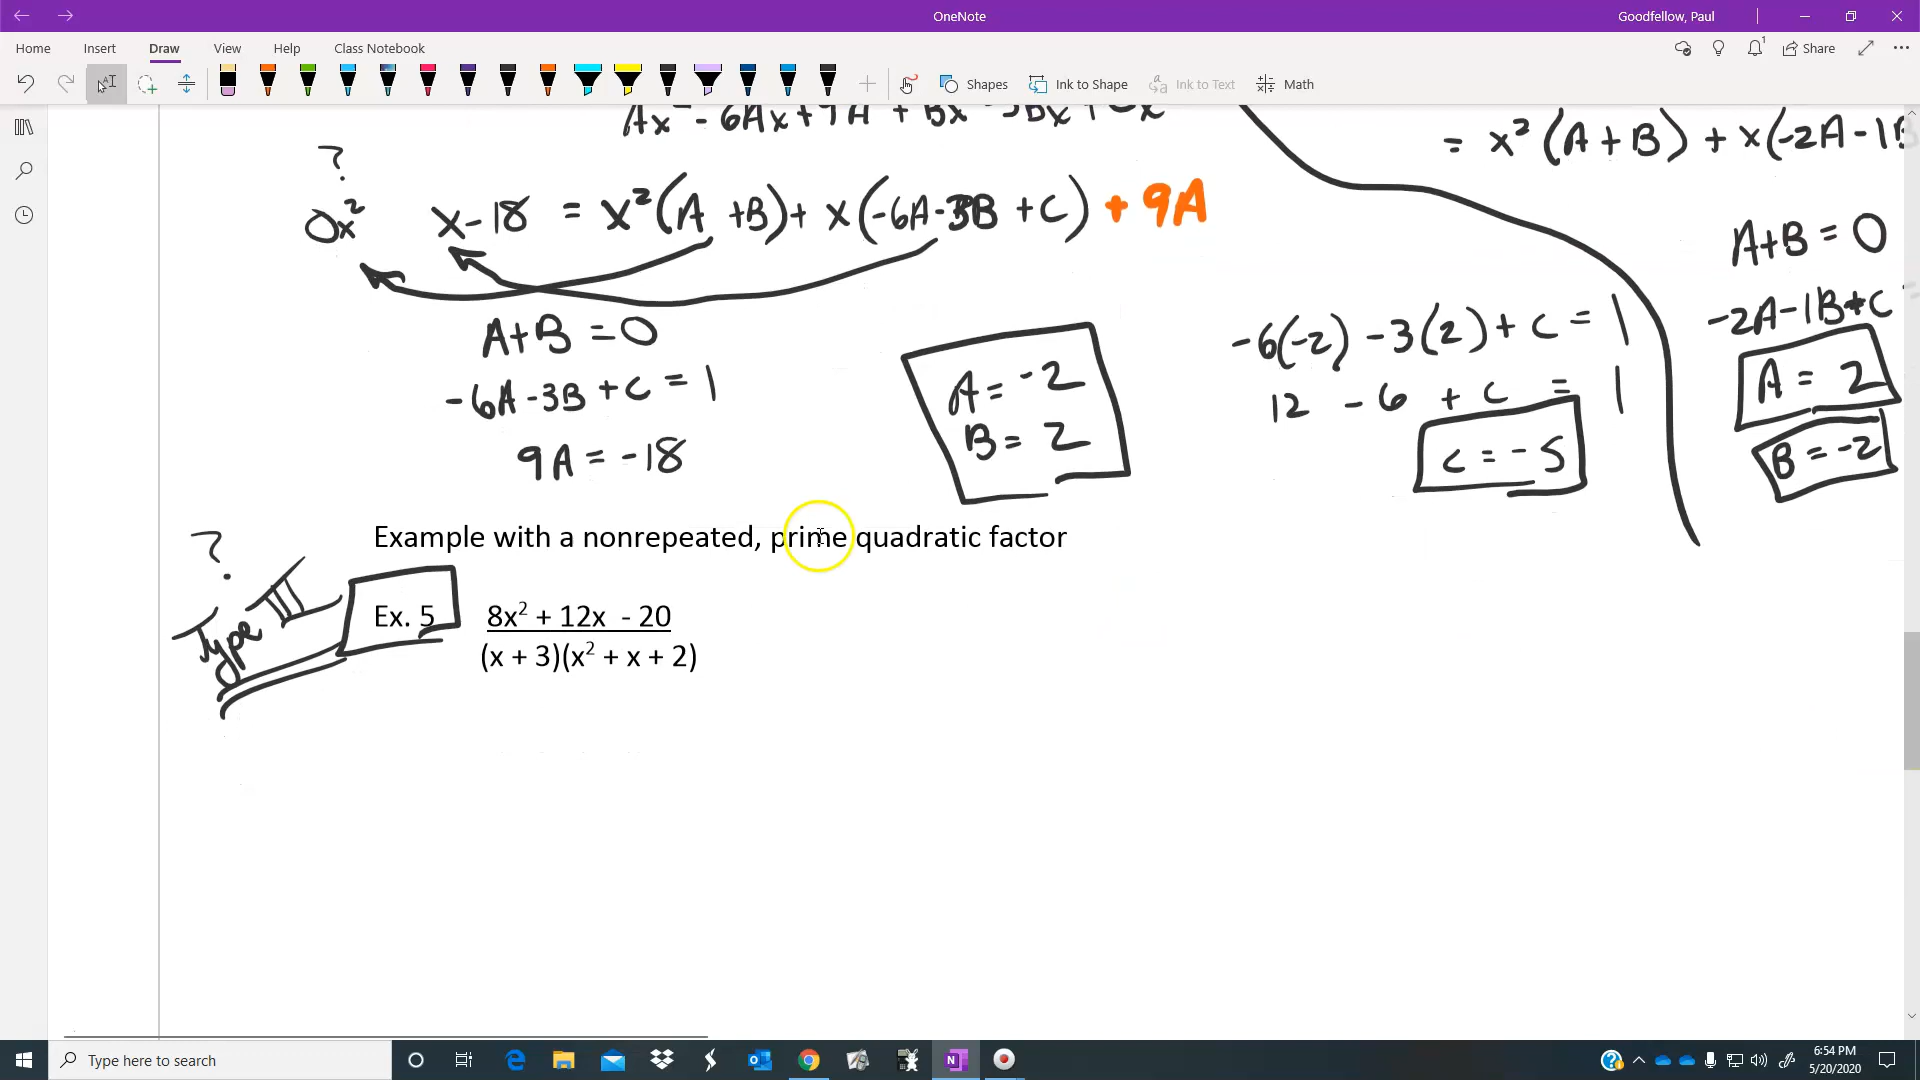 OneNote
Goodfellow, Paul
Home Insert Draw View Help Class Notebook
1 Share
Shapes Ink to Shape Ink to Text Math
= x² (A + B) + x(-2A-1B
?
0x² x-18 = x²(A +B)+ x(-6A-3B +C) + 9A
A+B =0
-6A-3B +C = 1
9A = -18
A = -2
B = 2
-6(-2) -3(2)+ C = 1
12 - 6 + C = 1
C = -5
A+B = 0
-2A-1B+C
A = 2
B = -2
Example with a nonrepeated, prime quadratic factor
?
Type III
Ex. 5 8x² + 12x - 20
(x + 3)(x² + x + 2)
Type here to search
6:54 PM
5/20/2020